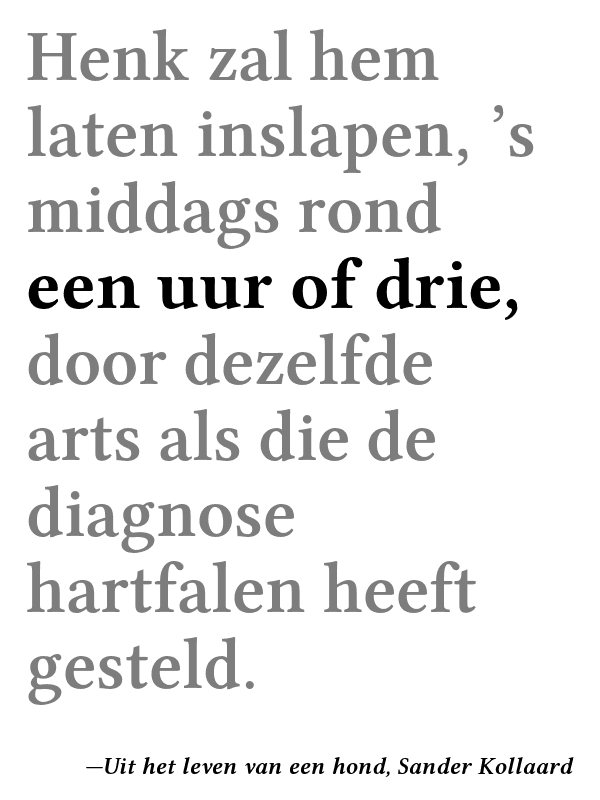 Henk zal hem
laten inslapen, ’s
middags rond
een uur of drie,
door dezelfde
arts als die de
diagnose
hartfalen heeft
gesteld.
—Uit het leven van een hond, Sander Kollaard